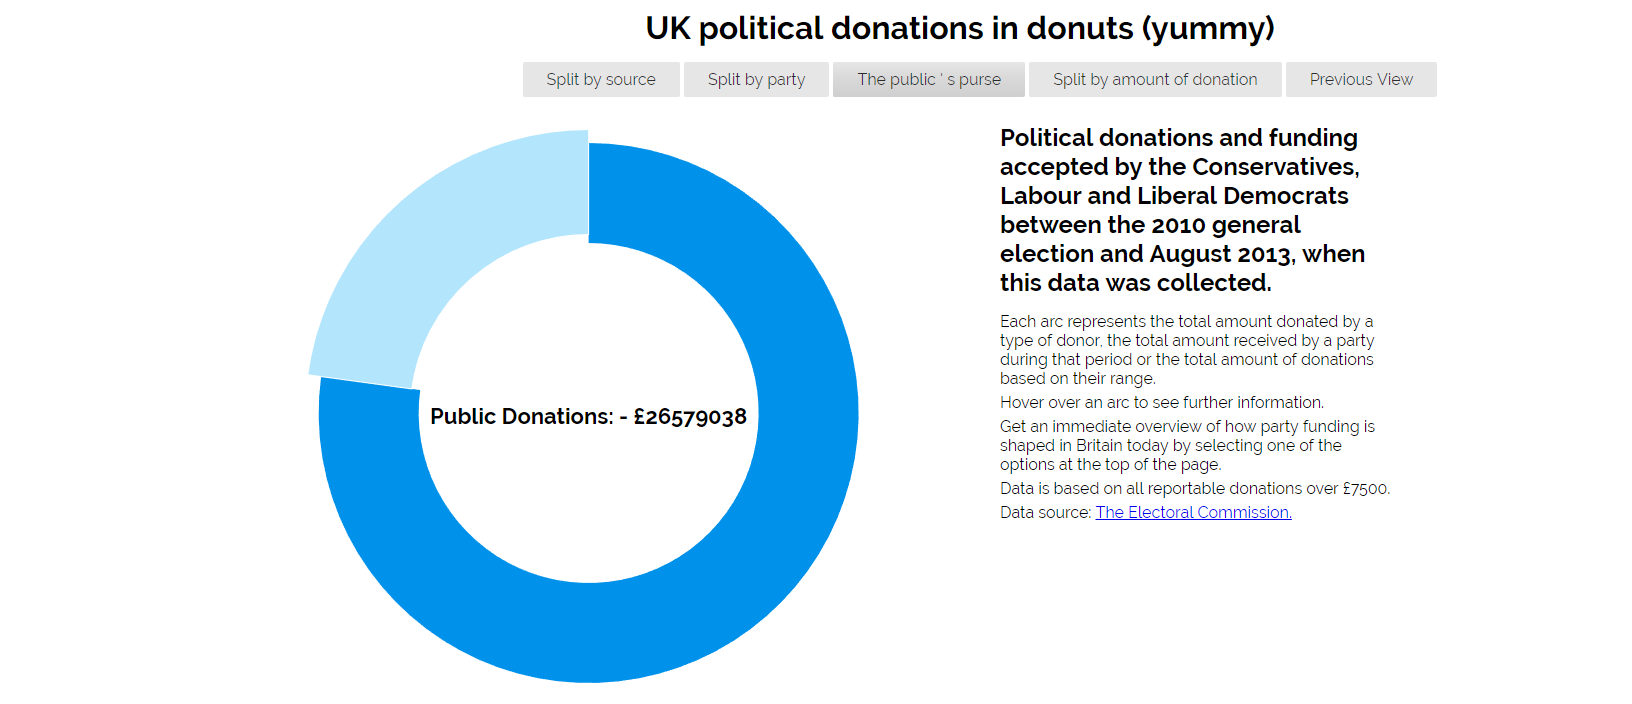 UK political donations in donuts (yummy)
Split by source
Split by party
The public ' s purse
Split by amount of donation
Previous View
Political donations and funding
accepted by the Conservatives,
Labour and Liberal Democrats
between the 2010 general
election and August 2013, when
this data was collected.
Each arc represents the total amount donated by a
type of donor, the total amount received by a party
during that period or the total amount of donations
based on their range.
Hover over an arc to see further information.
Get an immediate overview of how party funding is
shaped in Britain today by selecting one of the
options at the top of the page.
Data is based on all reportable donations over £7500.
Data source: The Electoral Commission.
Public Donations: - £26579038